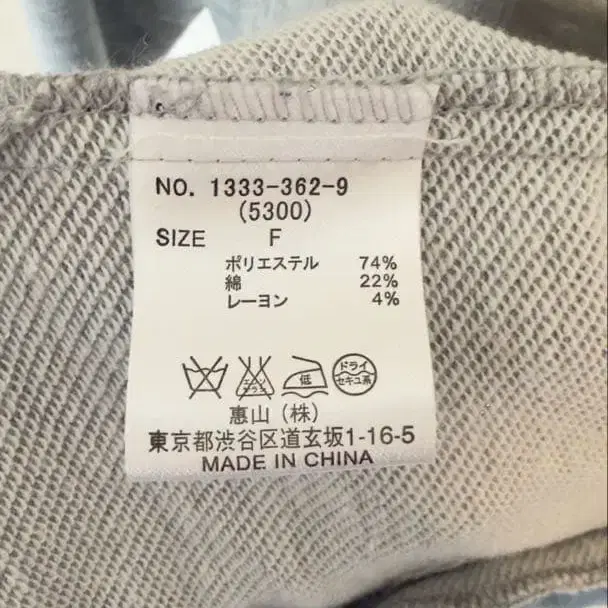 NO. 1333-362-9
(5300)
SIZE F
ポリエステル 74%
綿 22%
レーヨン 4%
低
ドライ
セキユ系
惠山(株)
東京都渋谷区道玄坂1-16-5
MADE IN CHINA